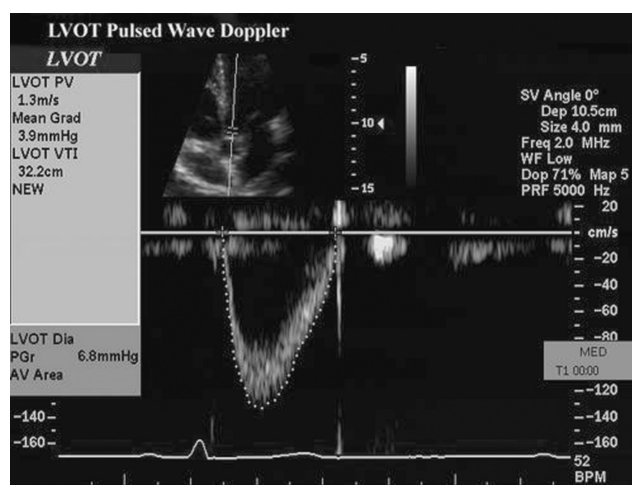 LVOT Pulsed Wave Doppler
LVOT
LVOT PV
1.3m/s
Mean Grad
3.9mmHg
LVOT VTI
32.2cm
NEW
LVOT Dia
PGr 6.8mmHg
AV Area
-5
-10
-15
SV Angle 0°
Dep 10.5cm
Size 4.0 mm
Freq 2.0 MHz
WF Low
Dop 71% Map 5
PRF 5000 Hz
20
cm/s
-20
-40
-60
-80
MED
T1 00:00
-120
-140
-160
-140
-160
52
BPM